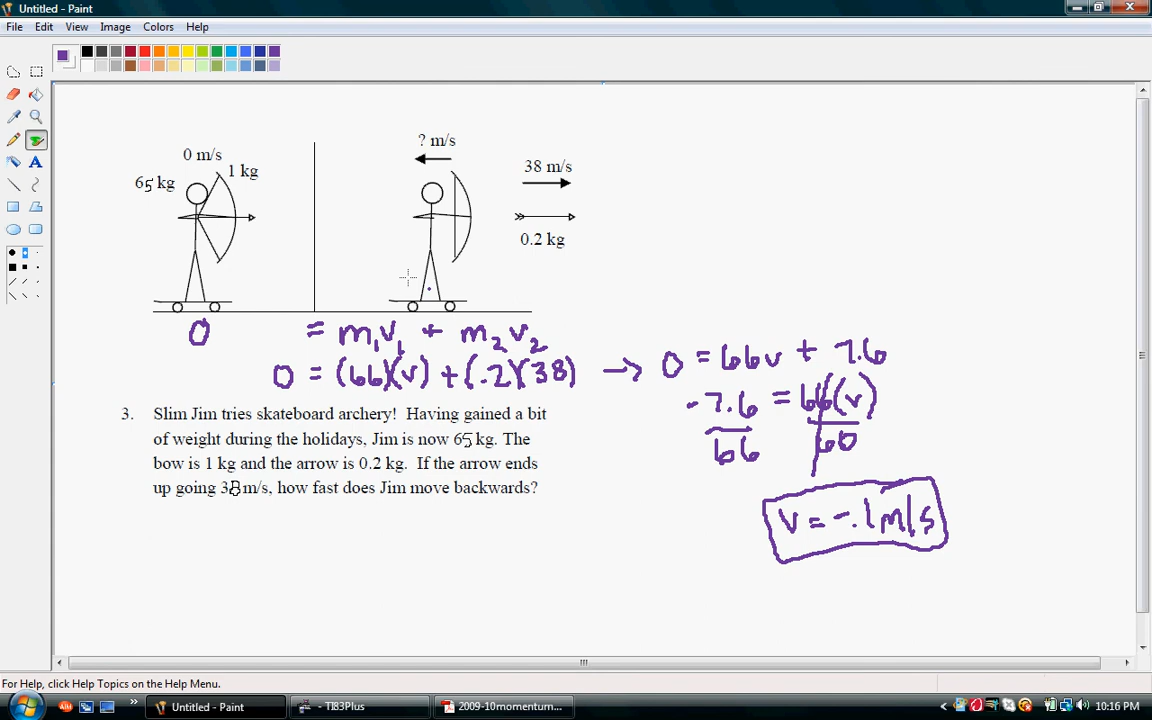 Untitled - Paint
File Edit View Image Colors Help
0 m/s
65 kg
1 kg
? m/s
38 m/s
0.2 kg
0 = m₁v₁ + m₂v₂
0 = (66)(v) + (.2)(38) → 0 = 66v + 7.6
-7.6 = 66(v)
66 60
v = -.1 m/s
3. Slim Jim tries skateboard archery! Having gained a bit
of weight during the holidays, Jim is now 65 kg. The
bow is 1 kg and the arrow is 0.2 kg. If the arrow ends
up going 38 m/s, how fast does Jim move backwards?
For Help, click Help Topics on the Help Menu.
Untitled - Paint
- TI83Plus
2009-10momentum...
10:16 PM